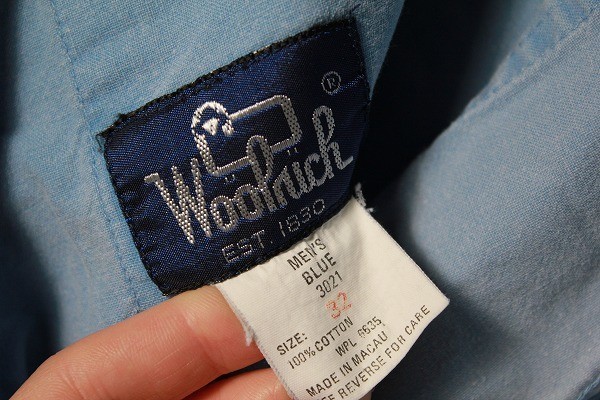 ®
Woolrich
EST. 1830
MEN'S
BLUE
3021
SIZE: 32
100% COTTON
WPL 6635
MADE IN MACAU
SEE REVERSE FOR CARE